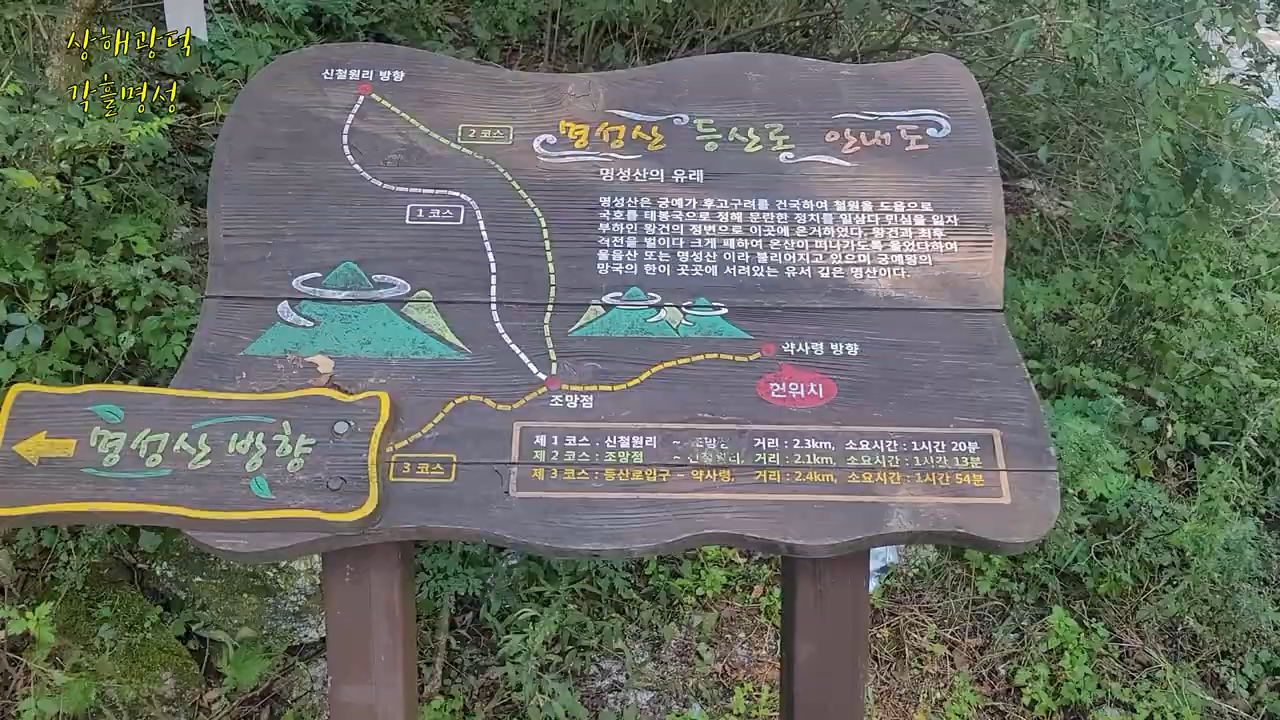 상해광덕
각흘명성
신철원리 방향
2 코스
명성산 등산로 안내도
명성산의 유래
1 코스
명성산은 궁예가 후고구려를 건국하여 철원을 도읍으로
국호를 태봉국으로 정해 문란한 정치를 일삼다 민심을 잃자
부하인 왕건의 정변으로 이곳에 은거하였다. 왕건과 최후
격전을 벌이다 크게 패하여 온산이 떠나가도록 울었다하여
울음산 또는 명성산 이라 불리어지고 있으며 궁예왕의
망국의 한이 곳곳에 서려있는 유서 깊은 명산이다.
약사령 방향
현위치
조망점
명성산 방향
3 코스
제 1 코스 : 신철원리 ~ 조망점 거리 : 2.3km, 소요시간 : 1시간 20분
제 2 코스 : 조망점 ~ 신철원리, 거리 : 2.1km, 소요시간 : 1시간 13분
제 3 코스 : 등산로입구 ~ 약사령, 거리 : 2.4km, 소요시간 : 1시간 54분